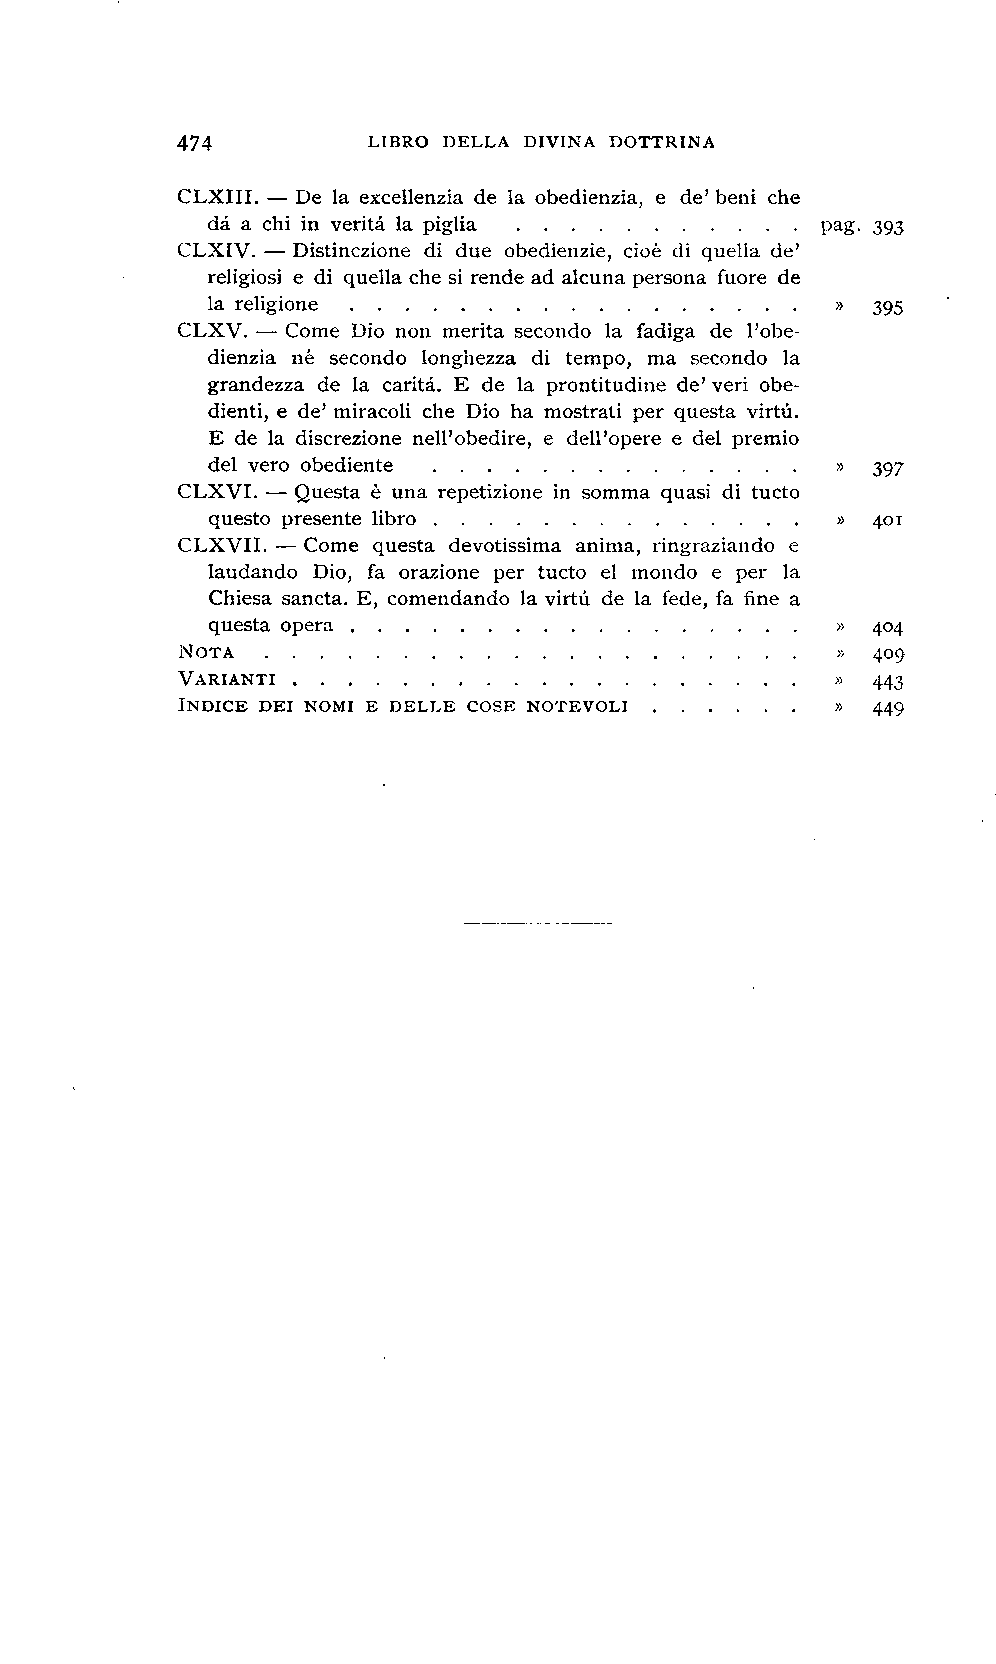 474 LIBRO DELLA DIVINA DOTTRINA
CLXIII. — De la excellenzia de la obedienzia, e de' beni che
dá a chi in veritá la piglia . . . . . . . . . . . pag. 393
CLXIV. — Distinczione di due obedienzie, cioè di quella de'
religiosi e di quella che si rende ad alcuna persona fuore de
la religione . . . . . . . . . . . . . . . . . » 395
CLXV. — Come Dio non merita secondo la fadiga de l'obe-
dienzia né secondo longhezza di tempo, ma secondo la
grandezza de la caritá. E de la prontitudine de' veri obe-
dienti, e de' miracoli che Dio ha mostrati per questa virtú.
E de la discrezione nell'obedire, e dell'opere e del premio
del vero obediente . . . . . . . . . . . . . . » 397
CLXVI. — Questa è una repetizione in somma quasi di tucto
questo presente libro . . . . . . . . . . . . . . » 401
CLXVII. — Come questa devotissima anima, ringraziando e
laudando Dio, fa orazione per tucto el mondo e per la
Chiesa sancta. E, comendando la virtú de la fede, fa fine a
questa opera . . . . . . . . . . . . . . . . . » 404
NOTA . . . . . . . . . . . . . . . . . . . . » 409
VARIANTI . . . . . . . . . . . . . . . . . . . » 443
INDICE DEI NOMI E DELLE COSE NOTEVOLI . . . . . . » 449